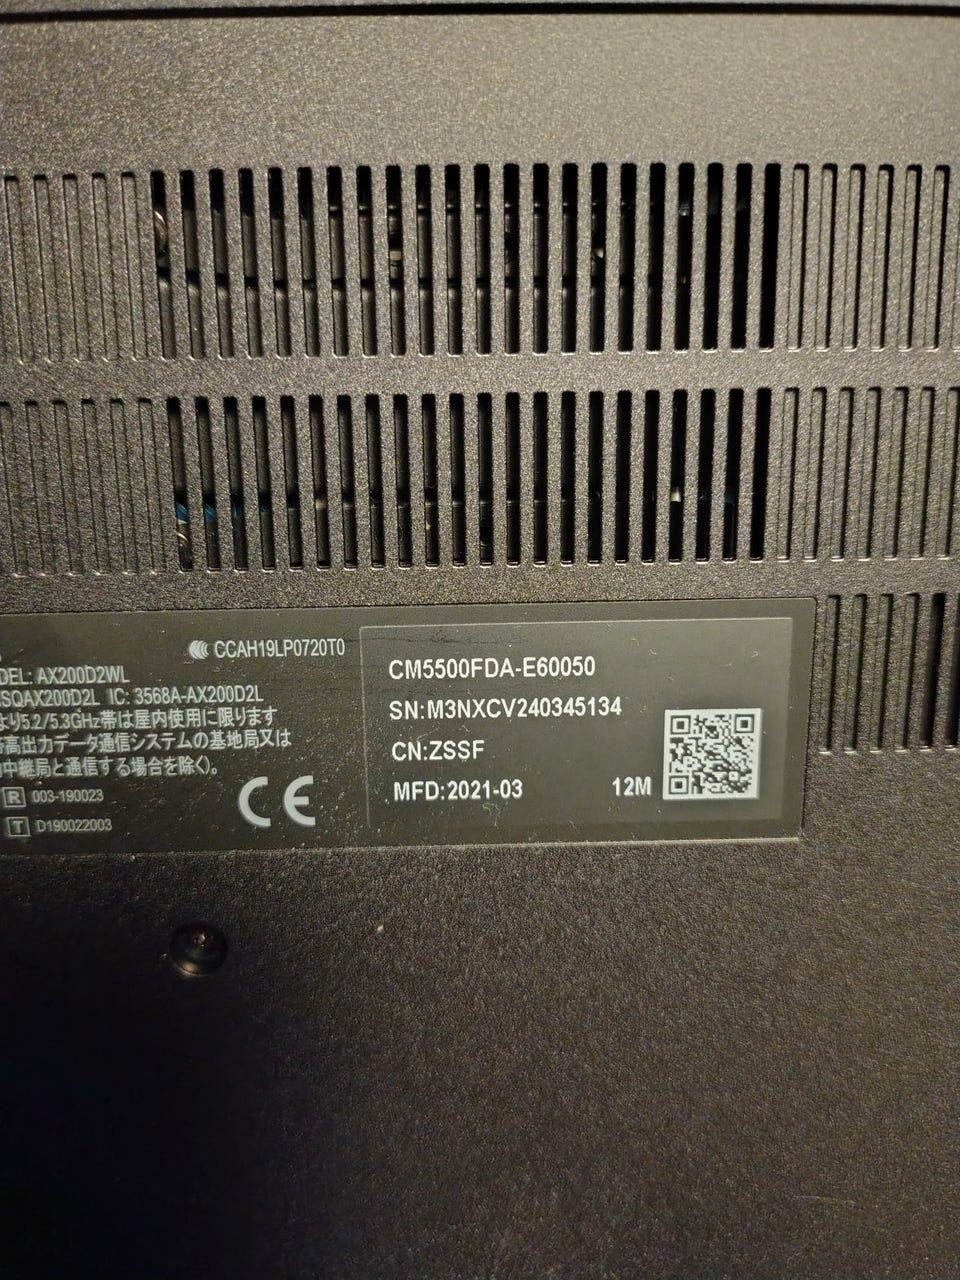 CCAH19LP0720T0
DEL: AX200D2WL
SQAX200D2L IC: 3568A-AX200D2L
より5.2/5.3GHz帯は屋内使用に限ります
高出力データ通信システムの基地局又は
中継局と通信する場合を除く)。
R 003-190023
T D190022003
CE
CM5500FDA-E60050
SN:M3NXCV240345134
CN:ZSSF
MFD:2021-03 12M